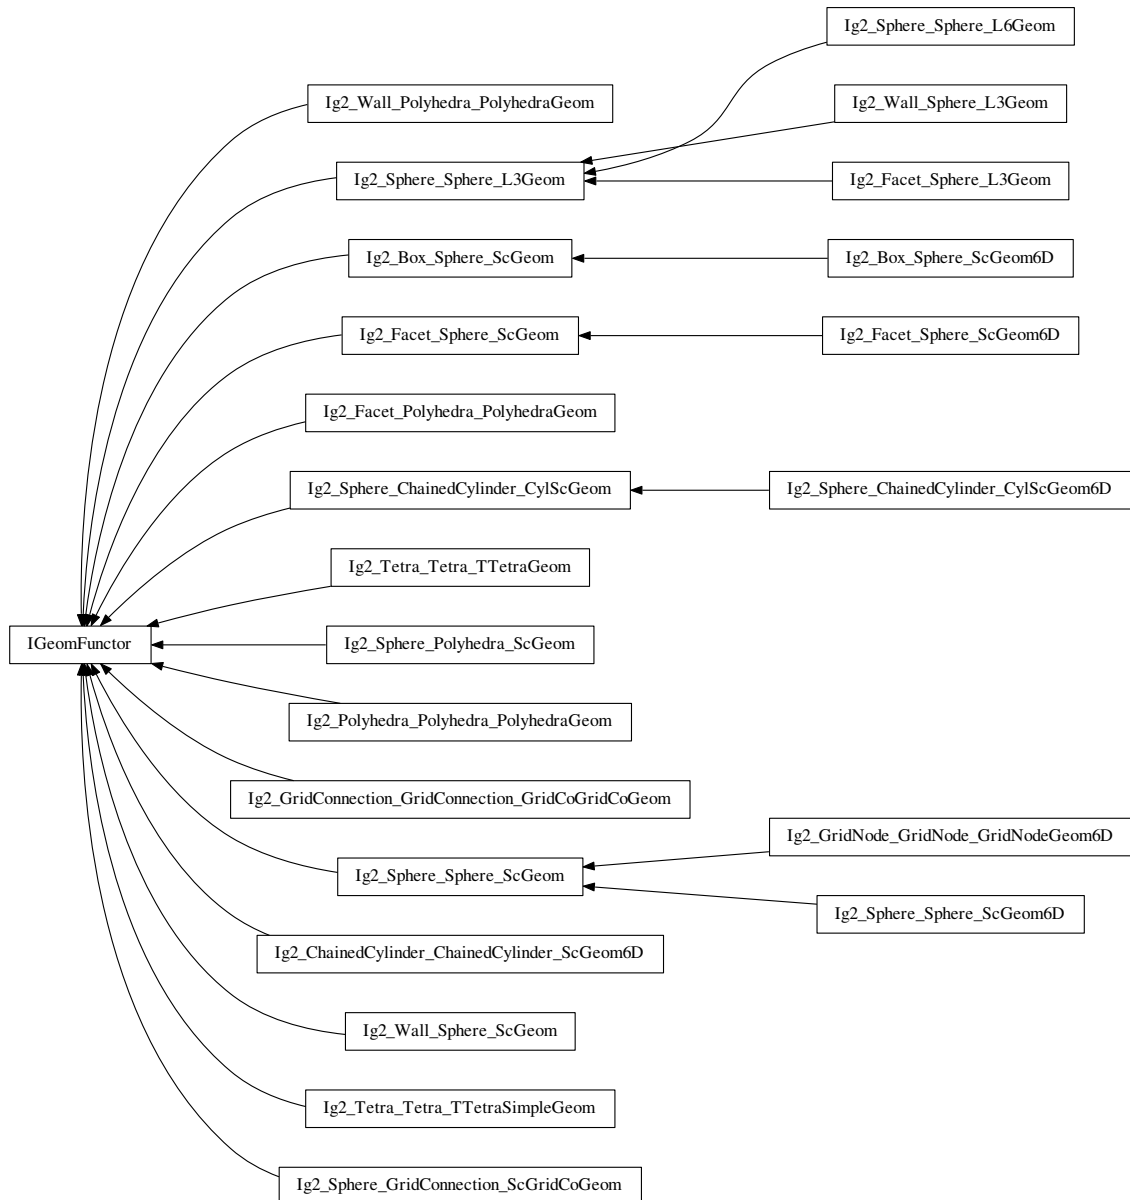 Ig2_Sphere_Sphere_L6Geom
Ig2_Wall_Polyhedra_PolyhedraGeom
Ig2_Wall_Sphere_L3Geom
Ig2_Sphere_Sphere_L3Geom
Ig2_Facet_Sphere_L3Geom
Ig2_Box_Sphere_ScGeom
Ig2_Box_Sphere_ScGeom6D
Ig2_Facet_Sphere_ScGeom
Ig2_Facet_Sphere_ScGeom6D
Ig2_Facet_Polyhedra_PolyhedraGeom
Ig2_Sphere_ChainedCylinder_CylScGeom
Ig2_Sphere_ChainedCylinder_CylScGeom6D
Ig2_Tetra_Tetra_TTetraGeom
IGeomFunctor
Ig2_Sphere_Polyhedra_ScGeom
Ig2_Polyhedra_Polyhedra_PolyhedraGeom
Ig2_GridConnection_GridConnection_GridCoGridCoGeom
Ig2_GridNode_GridNode_GridNodeGeom6D
Ig2_Sphere_Sphere_ScGeom
Ig2_Sphere_Sphere_ScGeom6D
Ig2_ChainedCylinder_ChainedCylinder_ScGeom6D
Ig2_Wall_Sphere_ScGeom
Ig2_Tetra_Tetra_TTetraSimpleGeom
Ig2_Sphere_GridConnection_ScGridCoGeom